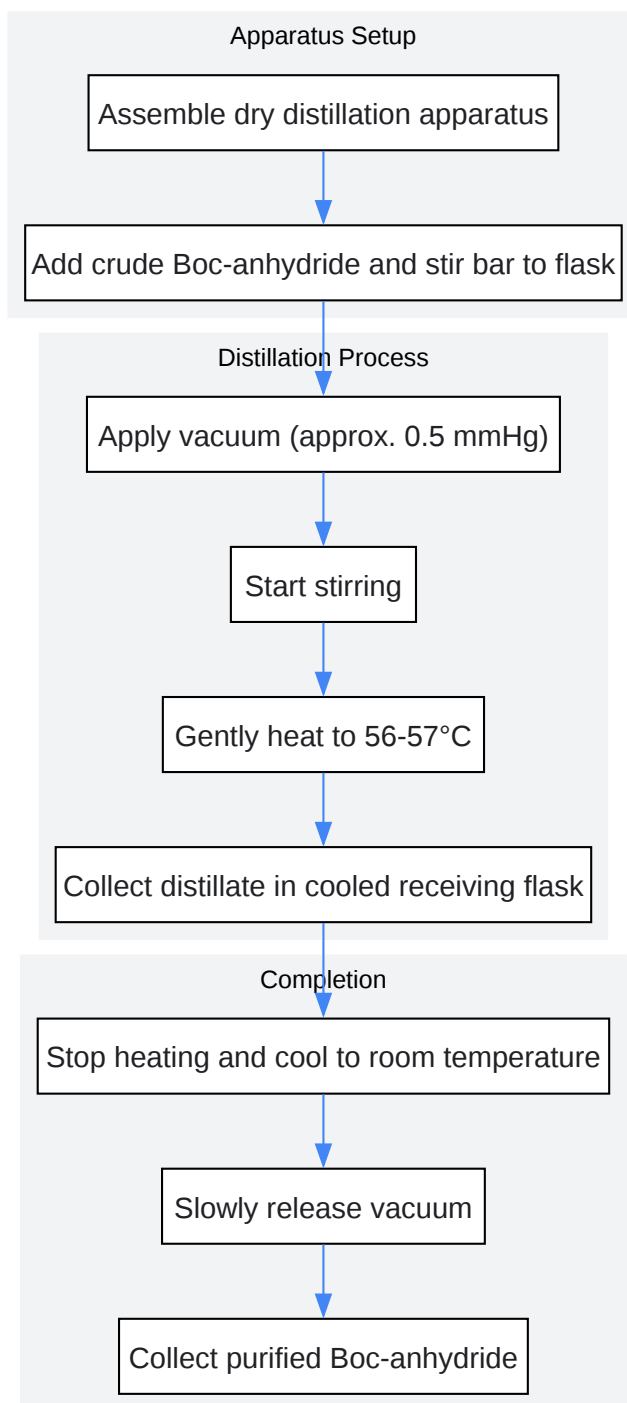 Apparatus Setup
Assemble dry distillation apparatus
Add crude Boc-anhydride and stir bar to flask
Distillation Process
Apply vacuum (approx. 0.5 mmHg)
Start stirring
Gently heat to 56-57°C
Collect distillate in cooled receiving flask
Completion
Stop heating and cool to room temperature
Slowly release vacuum
Collect purified Boc-anhydride